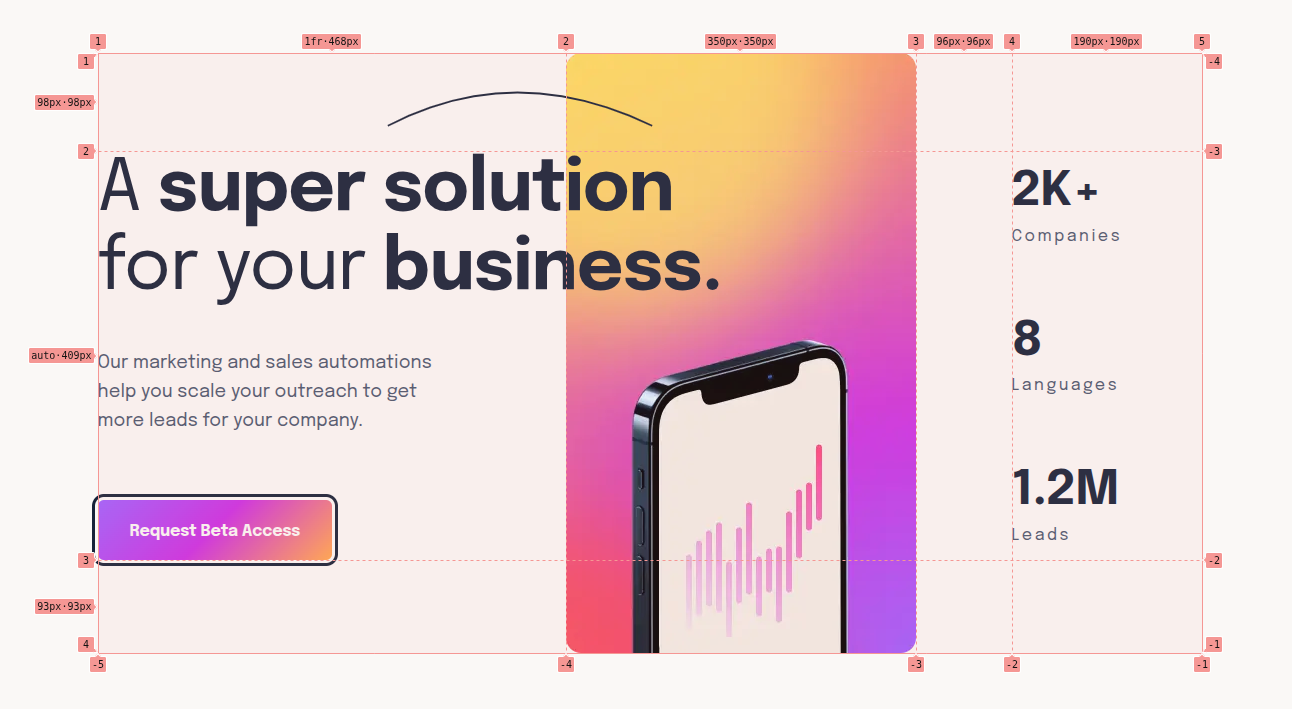 1 1fr·468px 2 350px·350px 3 96px·96px 4 190px·190px 5
1 -4
98px·98px
2 -3
A super solution
for your business.
2K+
Companies
8
Languages
auto·409px
Our marketing and sales automations
help you scale your outreach to get
more leads for your company.
1.2M
Leads
Request Beta Access
3 -2
93px·93px
4 -1
-5 -4 -3 -2 -1